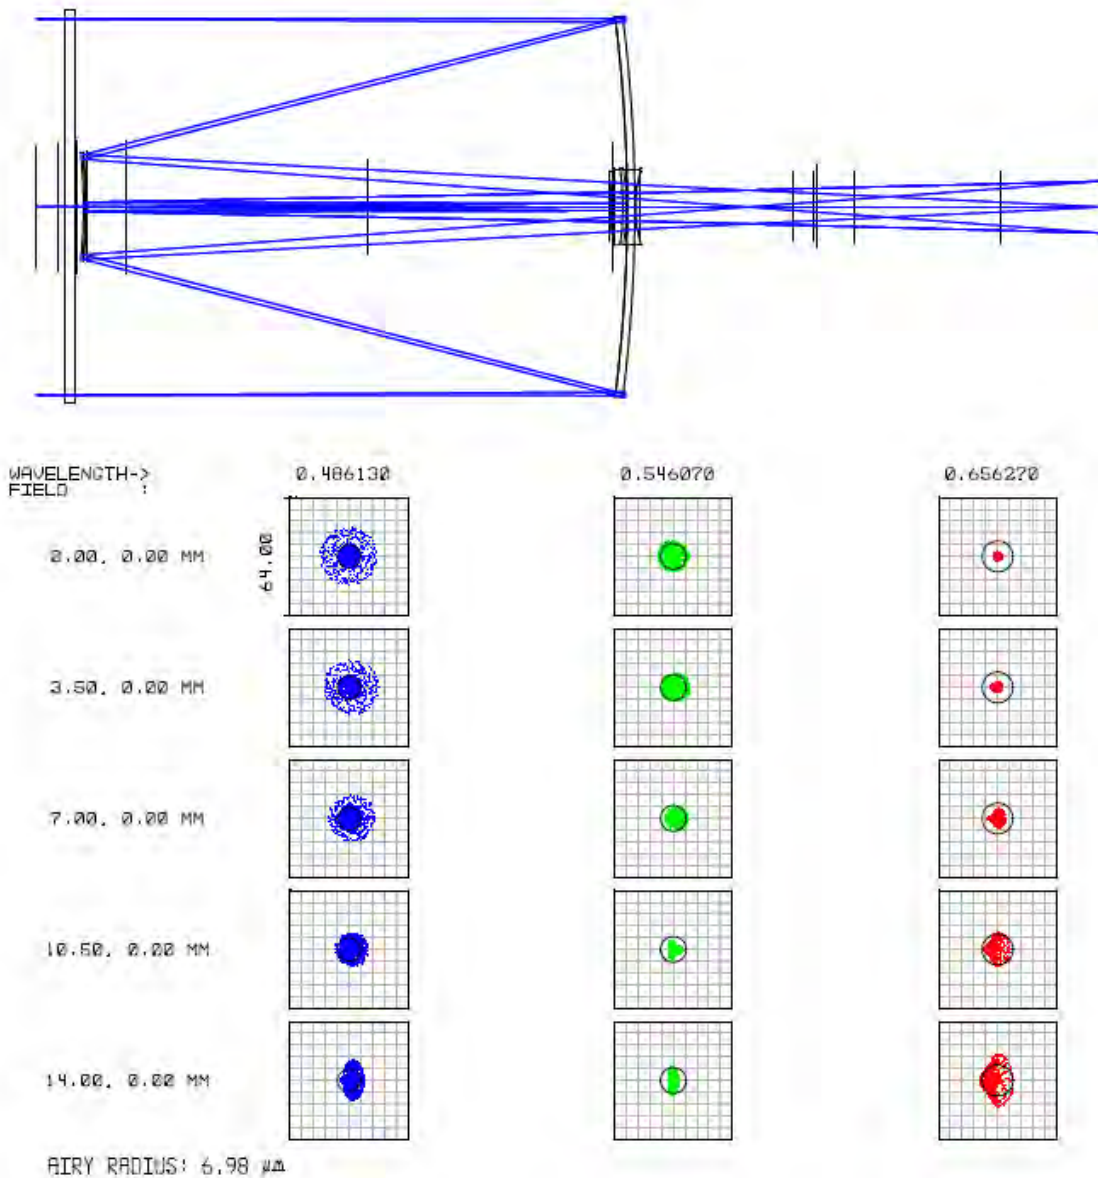 WAVELENGTH-> 0.486130 0.546070 0.656270
FIELD :
0.00, 0.00 MM
64.00
3.50, 0.00 MM
7.00, 0.00 MM
10.50, 0.00 MM
14.00, 0.00 MM
AIRY RADIUS: 6.98 µm